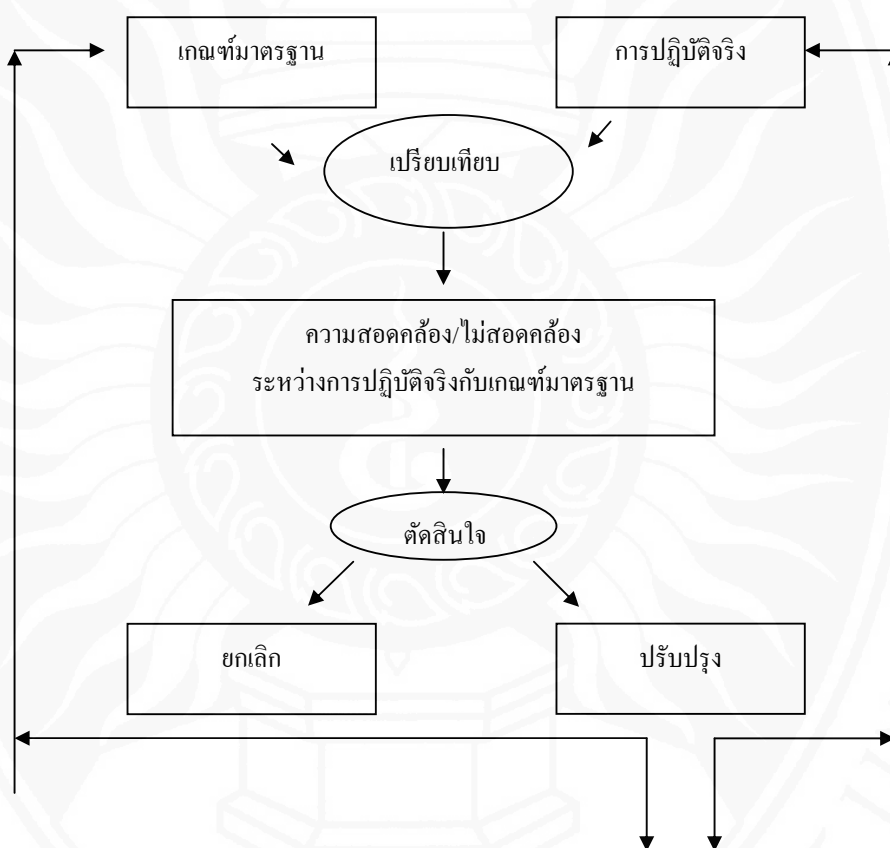 เกณฑ์มาตรฐาน
การปฏิบัติจริง
เปรียบเทียบ
ความสอดคล้อง/ไม่สอดคล้อง
ระหว่างการปฏิบัติจริงกับเกณฑ์มาตรฐาน
ตัดสินใจ
ยกเลิก
ปรับปรุง